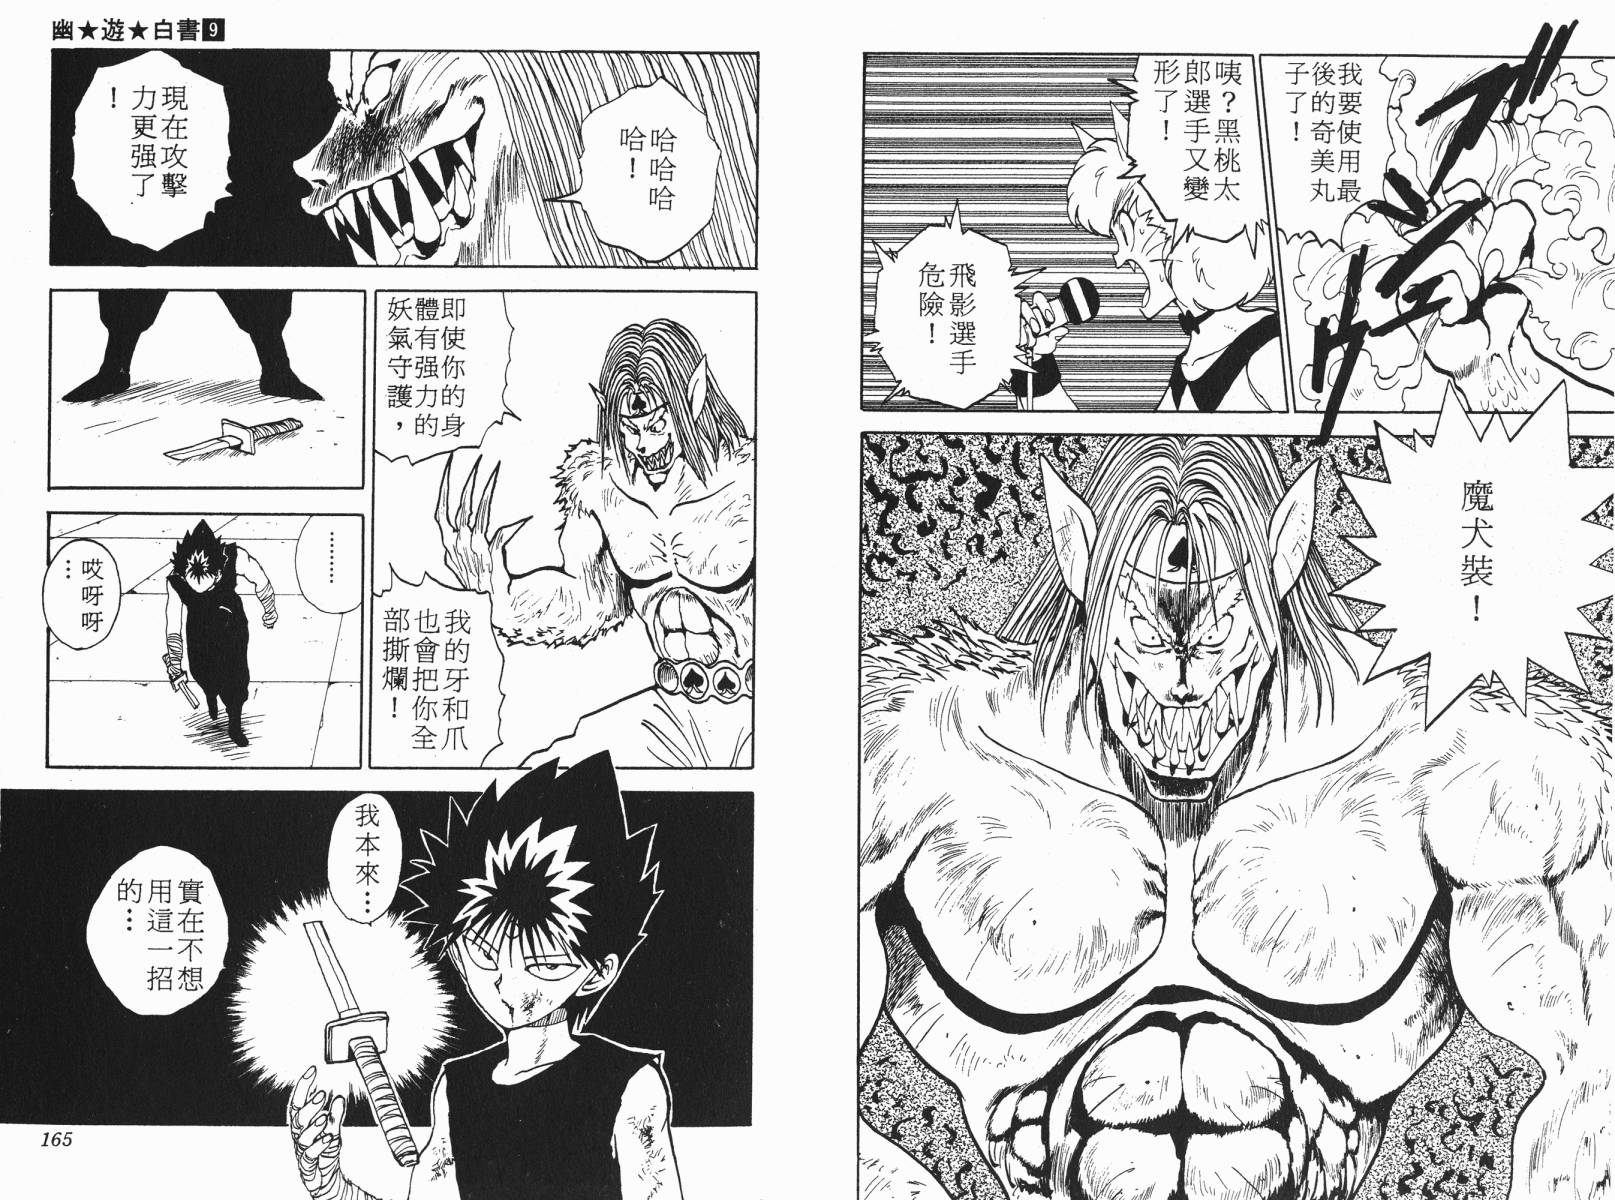 幽★遊★白書9
我要使用最
後的奇美丸
子了！
咦？黑桃太
郎選手又變
形了！
飛影選手
危險！
魔犬裝！
哈哈哈
哈！
現在攻擊
力更强了
！
即使你的身
體有强力的
妖氣守護，
我的牙和爪
也會把你全
部撕爛！
………
哎呀呀
…
我本來…
實在不想
用這一招
的…
165